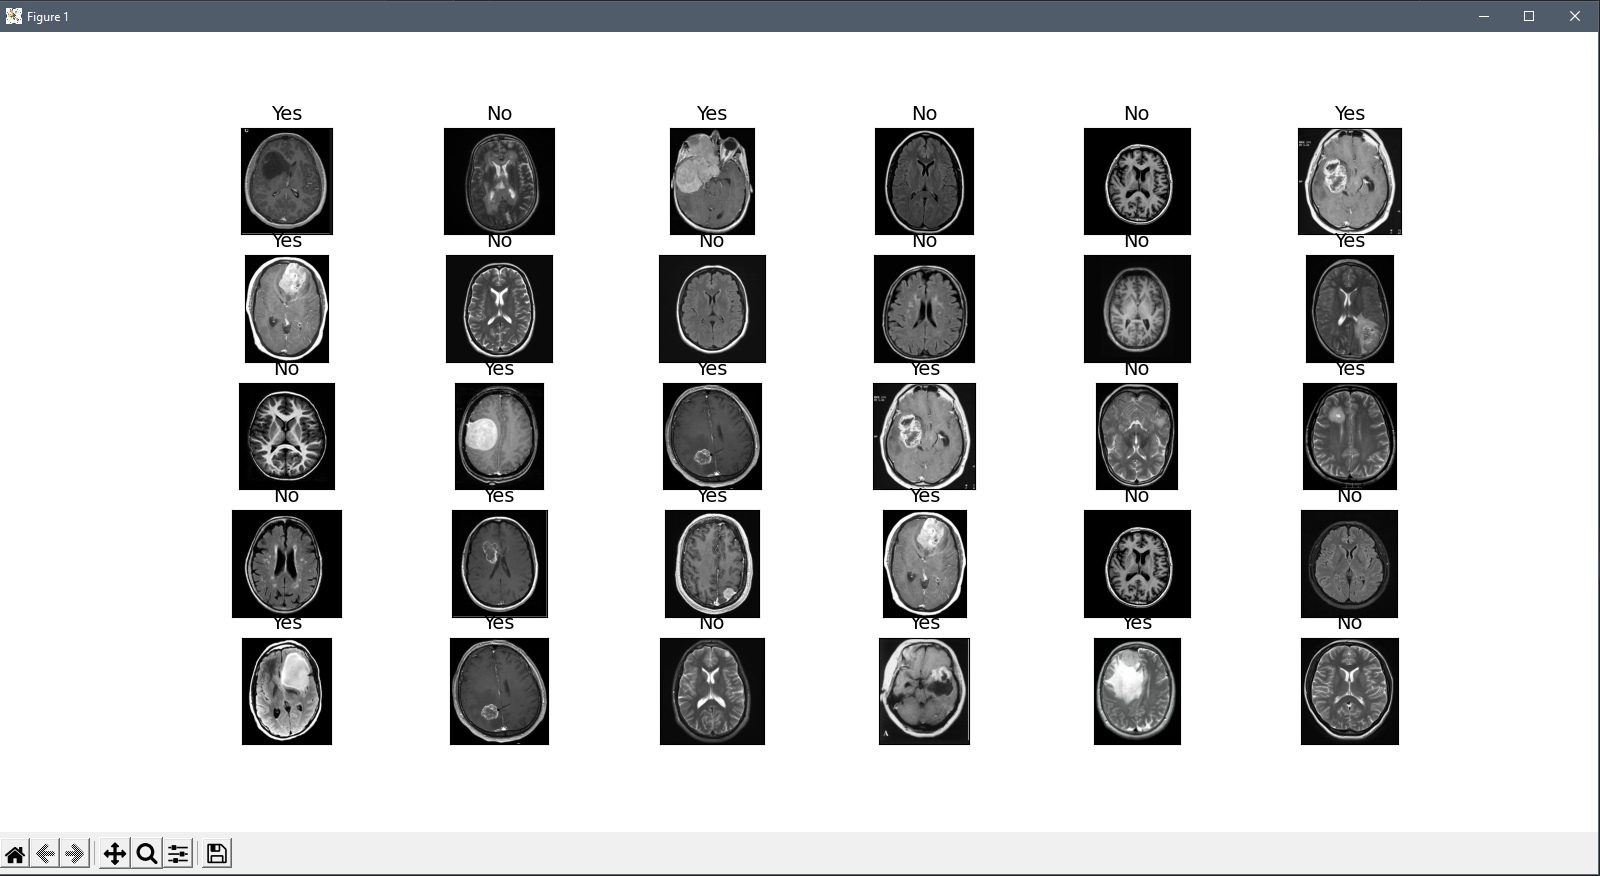 Figure 1
Yes No Yes No No Yes
Yes No No No No Yes
No Yes Yes Yes No Yes
No Yes Yes Yes No No
Yes Yes No Yes Yes No
A